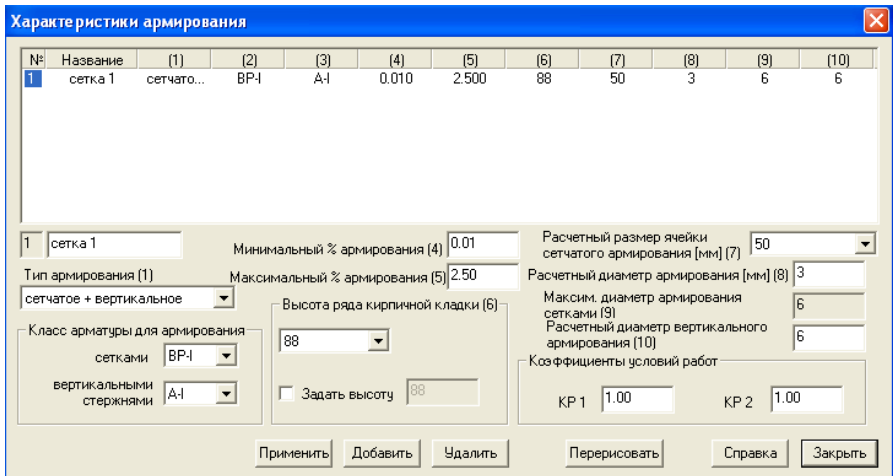 Характеристики армирования
№ Название (1) (2) (3) (4) (5) (6) (7) (8) (9) (10)
1 сетка 1 сетчато... ВР-I А-I 0.010 2.500 88 50 3 6 6
1 сетка 1
Минимальный % армирования (4) 0.01
Расчетный размер ячейки
сетчатого армирования [мм] (7) 50
Тип армирования (1)
Максимальный % армирования (5) 2.50
Расчетный диаметр армирования [мм] (8) 3
сетчатое + вертикальное
Высота ряда кирпичной кладки (6)
Максим. диаметр армирования
сетками (9) 6
Класс арматуры для армирования
Расчетный диаметр вертикального
армирования (10) 6
сетками ВР-I
88
Коэффициенты условий работ
вертикальными
стержнями А-I
Задать высоту 88
КР 1 1.00 КР 2 1.00
Применить Добавить Удалить Перерисовать Справка Закрыть